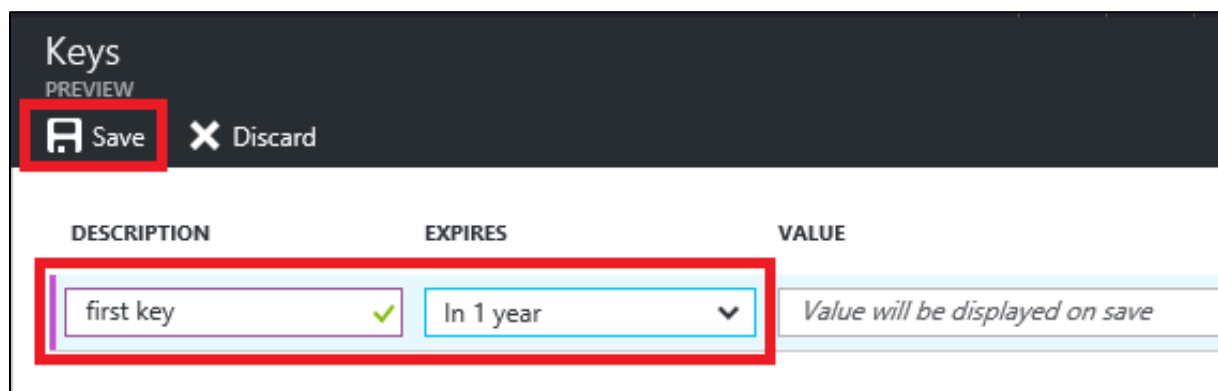 Keys
PREVIEW
Save Discard
DESCRIPTION EXPIRES VALUE
first key In 1 year Value will be displayed on save